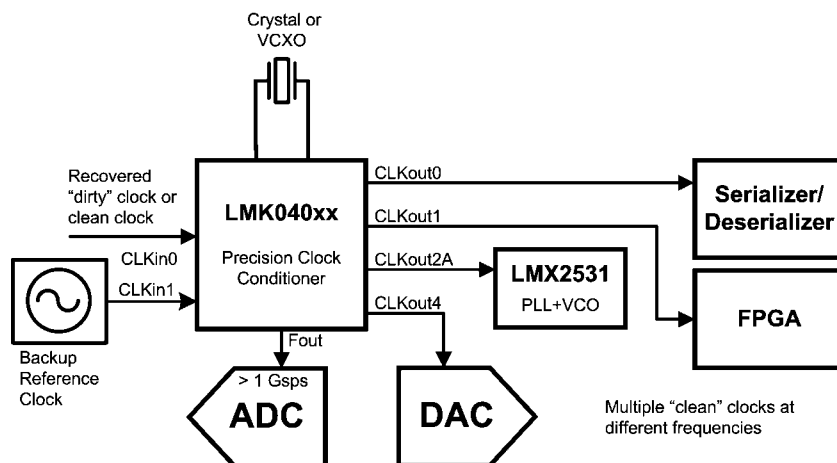 Crystal or
VCXO
Recovered
"dirty" clock or
clean clock
CLKin0
CLKin1
Backup
Reference
Clock
LMK040xx
Precision Clock
Conditioner
CLKout0
CLKout1
CLKout2A
CLKout4
Fout
Serializer/
Deserializer
LMX2531
PLL+VCO
FPGA
> 1 Gsps
ADC
DAC
Multiple "clean" clocks at
different frequencies